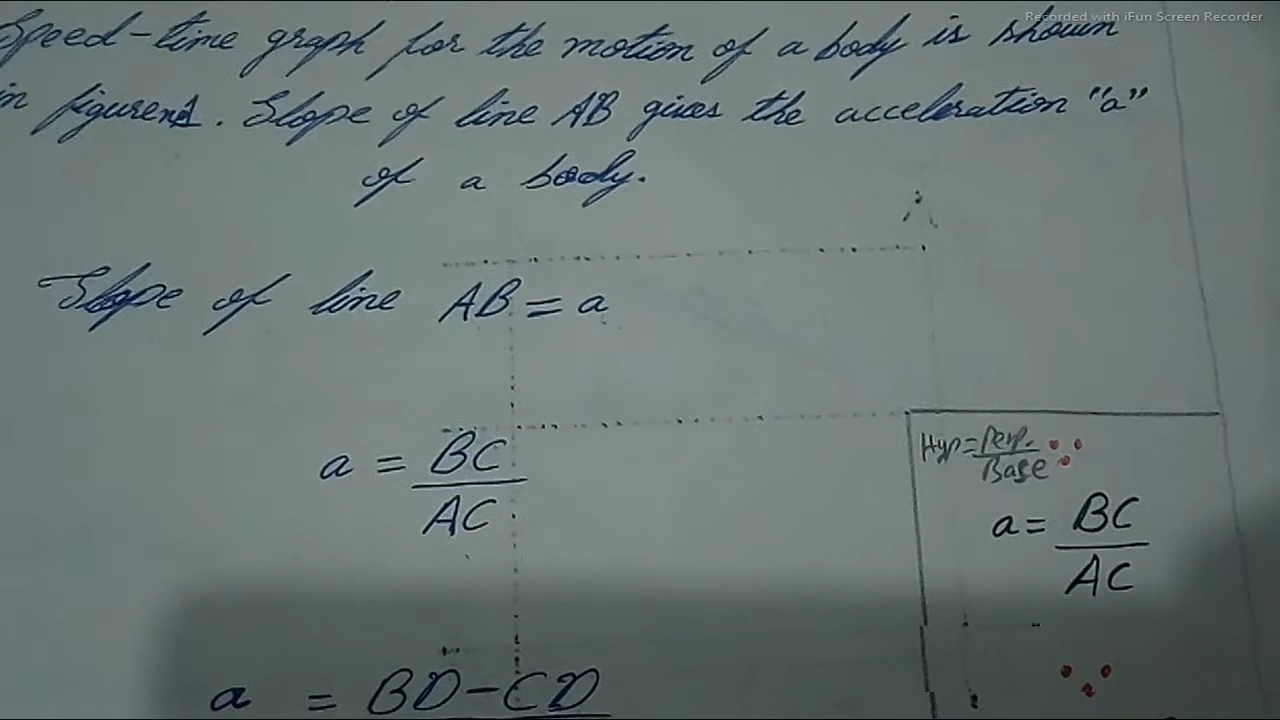 Recorded with iFun Screen Recorder
Speed-time graph for the motion of a body is shown
in figure . Slope of line AB gives the acceleration "a"
of a body.
Slope of line AB = a
a = BC
AC
Hyp = Perp.
Base
a = BC
AC
a = BD - CD